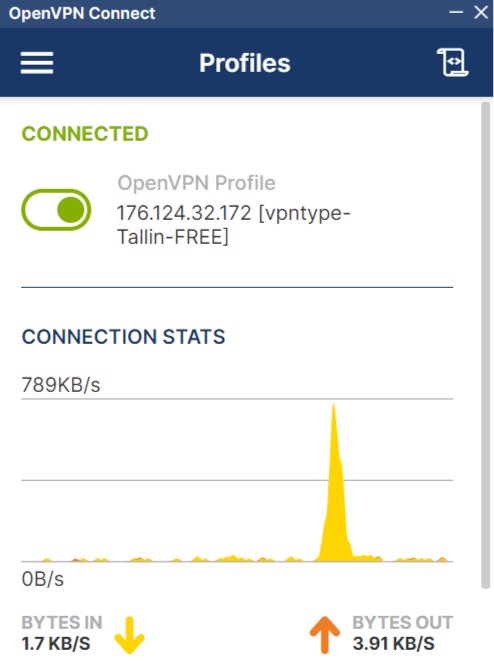 OpenVPN Connect
Profiles
CONNECTED
OpenVPN Profile
176.124.32.172 [vpntype-
Tallin-FREE]
CONNECTION STATS
789KB/s
0B/s
BYTES IN
1.7 KB/S
BYTES OUT
3.91 KB/S